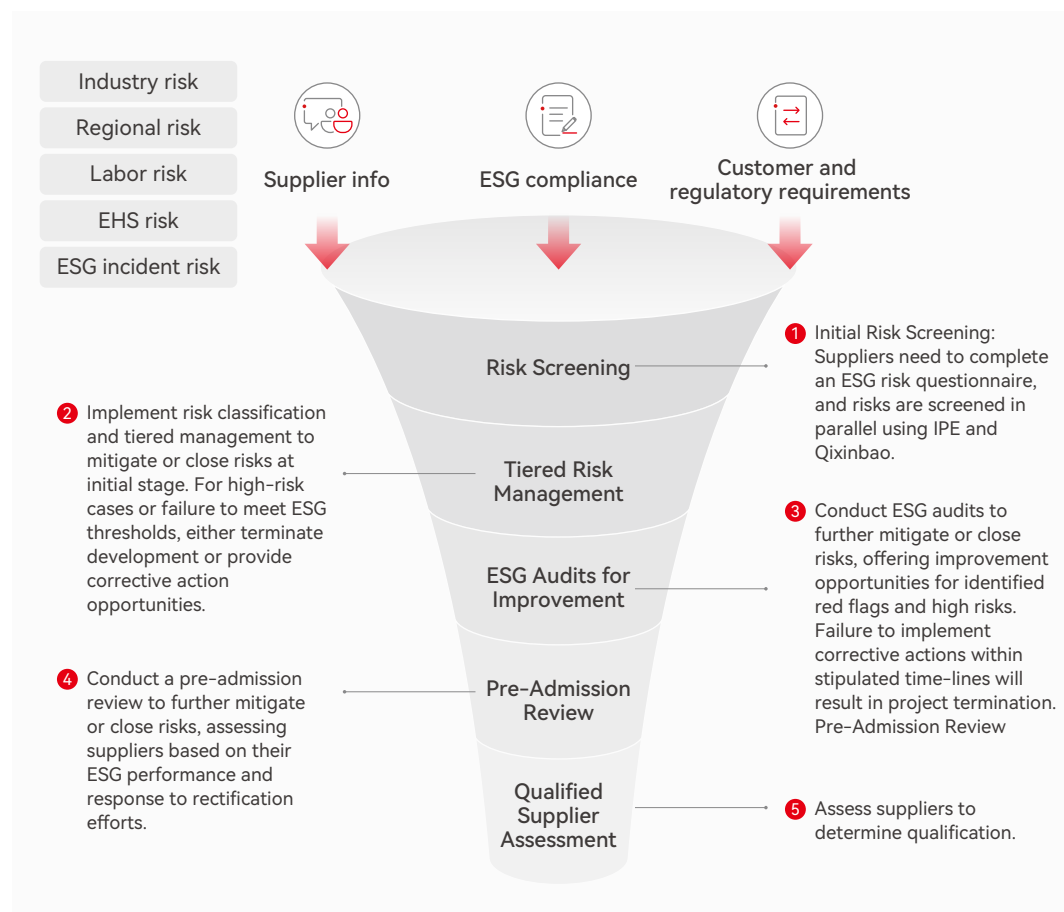 Industry risk
Regional risk
Labor risk
EHS risk
ESG incident risk
Supplier info
ESG compliance
Customer and
regulatory requirements
Risk Screening
1 Initial Risk Screening:
Suppliers need to complete
an ESG risk questionnaire,
and risks are screened in
parallel using IPE and
Qixinbao.
2 Implement risk classification
and tiered management to
mitigate or close risks at
initial stage. For high-risk
cases or failure to meet ESG
thresholds, either terminate
development or provide
corrective action
opportunities.
Tiered Risk
Management
ESG Audits for
Improvement
3 Conduct ESG audits to
further mitigate or close
risks, offering improvement
opportunities for identified
red flags and high risks.
Failure to implement
corrective actions within
stipulated time-lines will
result in project termination.
Pre-Admission Review
4 Conduct a pre-admission
review to further mitigate
or close risks, assessing
suppliers based on their
ESG performance and
response to rectification
efforts.
Pre-Admission
Review
Qualified
Supplier
Assessment
5 Assess suppliers to
determine qualification.